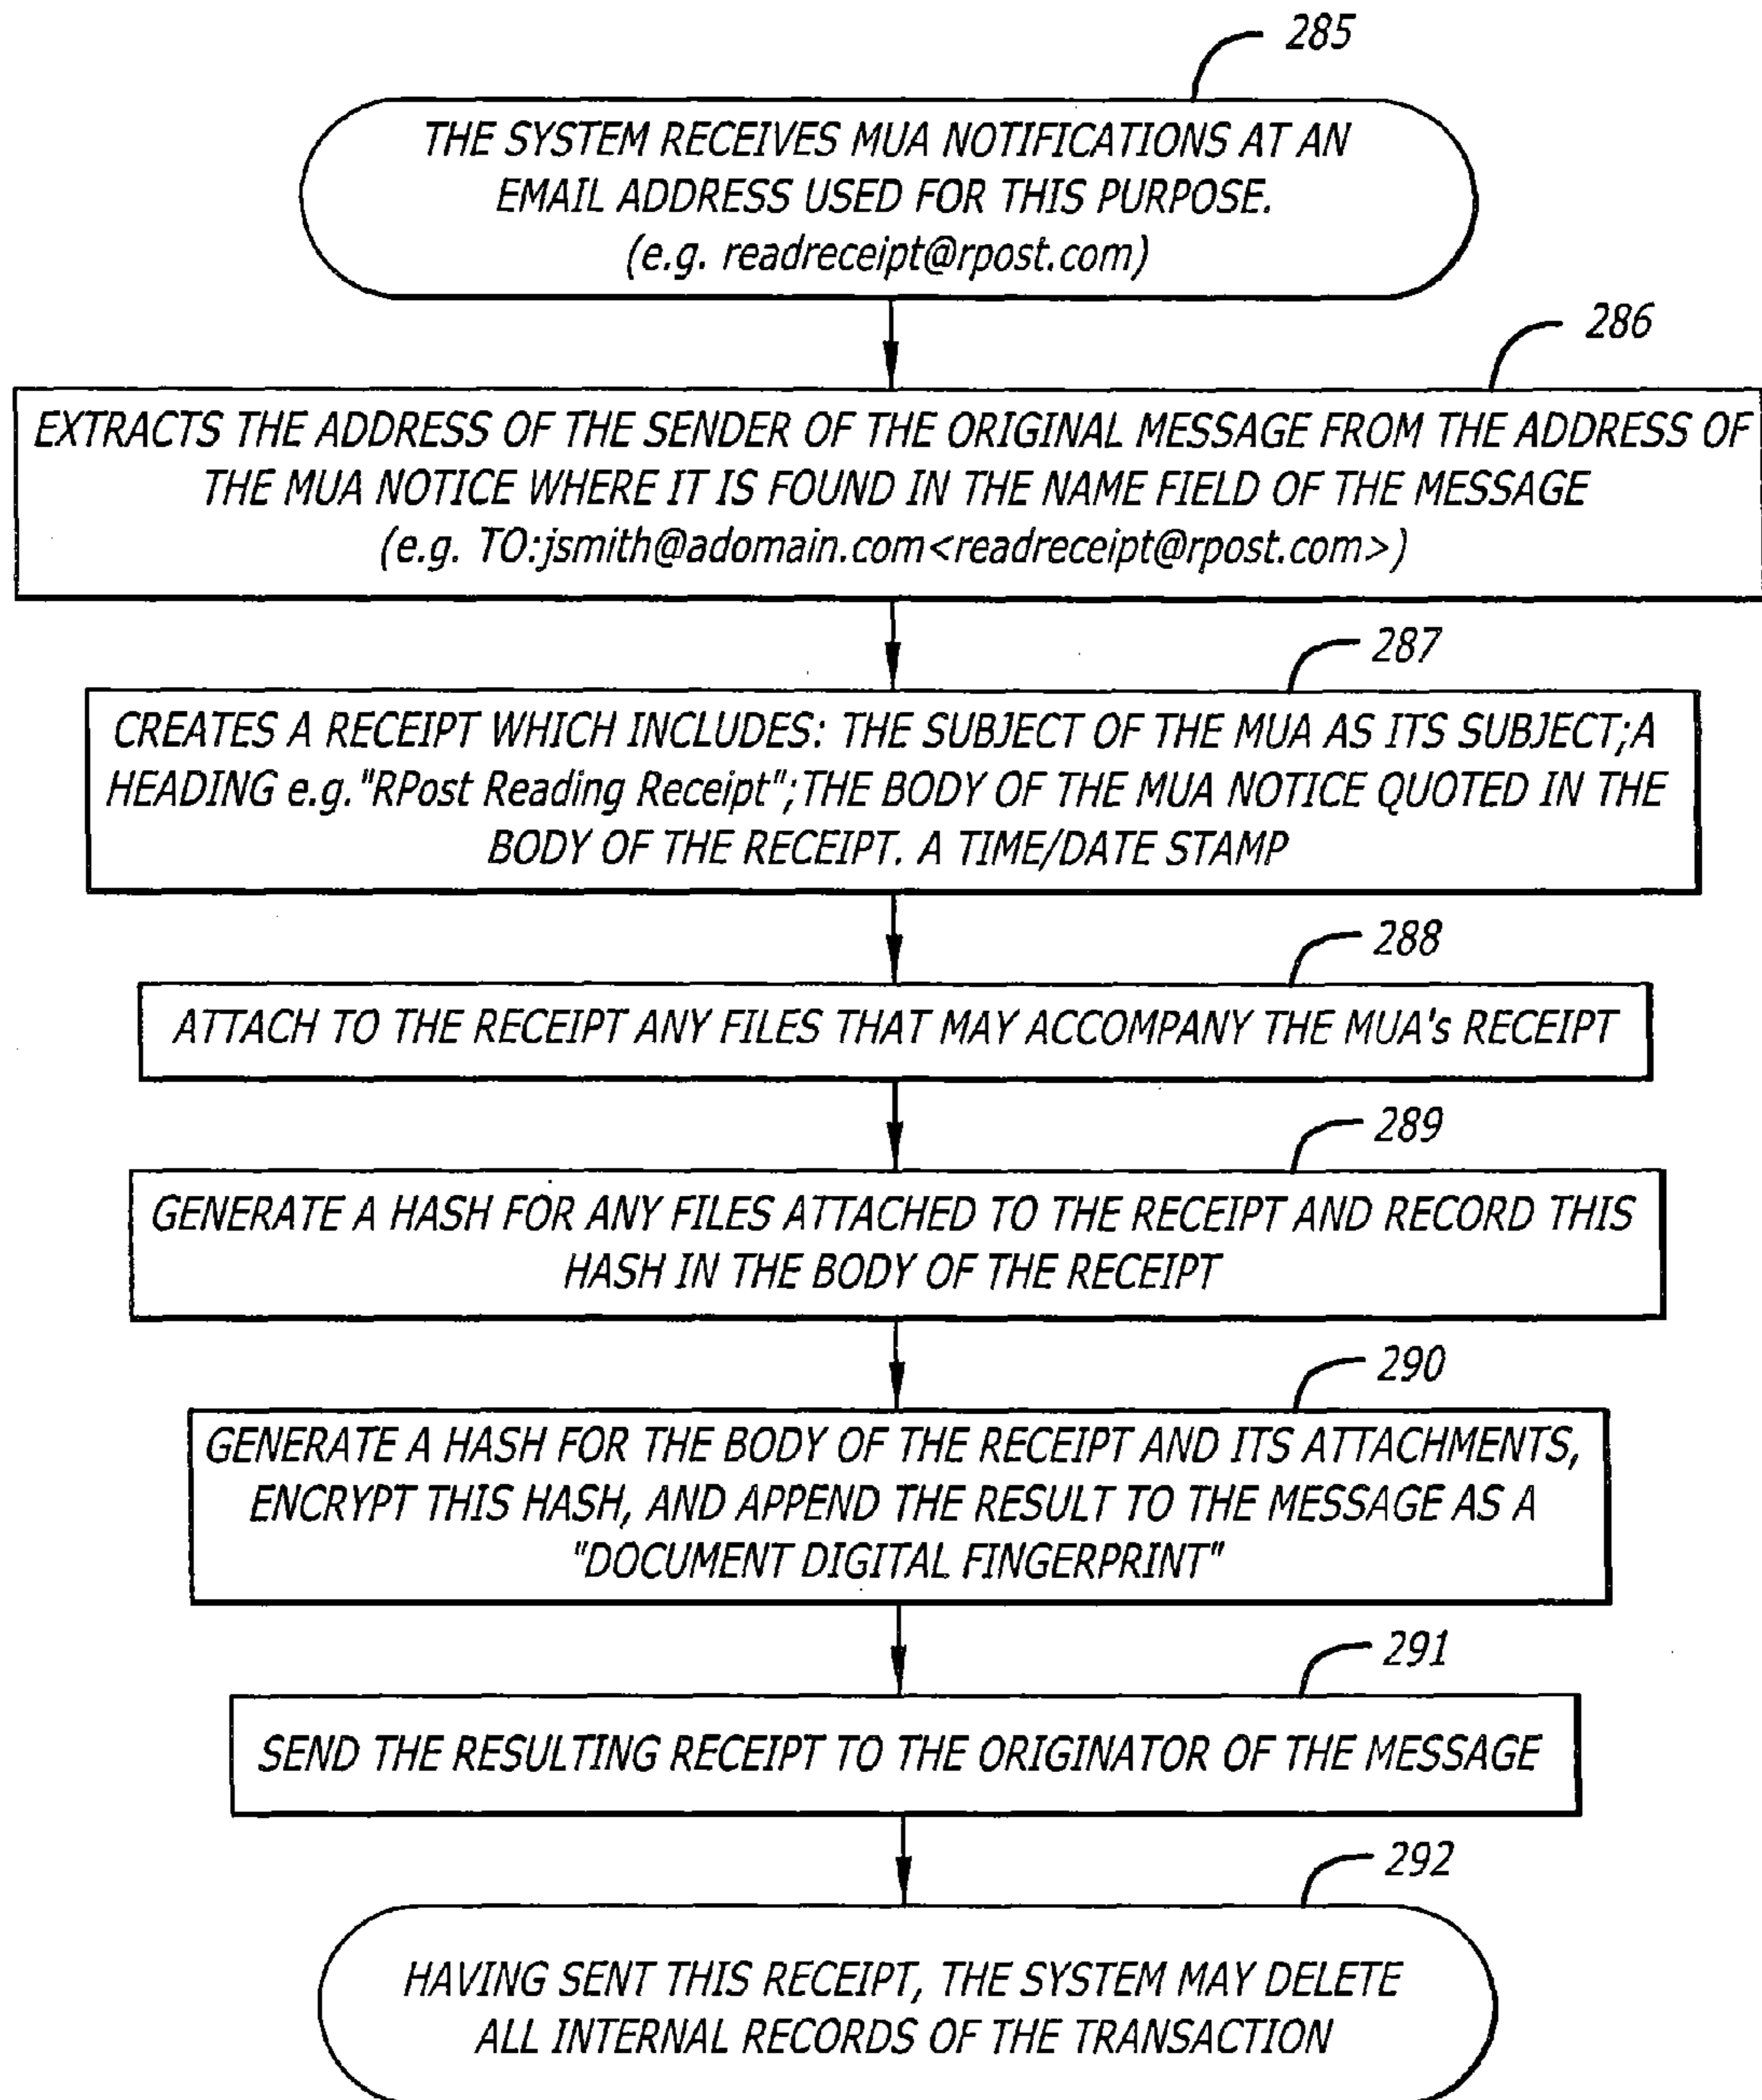 285
THE SYSTEM RECEIVES MUA NOTIFICATIONS AT AN
EMAIL ADDRESS USED FOR THIS PURPOSE.
(e.g. readreceipt@rpost.com)
286
EXTRACTS THE ADDRESS OF THE SENDER OF THE ORIGINAL MESSAGE FROM THE ADDRESS OF
THE MUA NOTICE WHERE IT IS FOUND IN THE NAME FIELD OF THE MESSAGE
(e.g. TO:jsmith@adomain.com<readreceipt@rpost.com>)
287
CREATES A RECEIPT WHICH INCLUDES: THE SUBJECT OF THE MUA AS ITS SUBJECT;A
HEADING e.g."RPost Reading Receipt";THE BODY OF THE MUA NOTICE QUOTED IN THE
BODY OF THE RECEIPT. A TIME/DATE STAMP
288
ATTACH TO THE RECEIPT ANY FILES THAT MAY ACCOMPANY THE MUA's RECEIPT
289
GENERATE A HASH FOR ANY FILES ATTACHED TO THE RECEIPT AND RECORD THIS
HASH IN THE BODY OF THE RECEIPT
290
GENERATE A HASH FOR THE BODY OF THE RECEIPT AND ITS ATTACHMENTS,
ENCRYPT THIS HASH, AND APPEND THE RESULT TO THE MESSAGE AS A
"DOCUMENT DIGITAL FINGERPRINT"
291
SEND THE RESULTING RECEIPT TO THE ORIGINATOR OF THE MESSAGE
292
HAVING SENT THIS RECEIPT, THE SYSTEM MAY DELETE
ALL INTERNAL RECORDS OF THE TRANSACTION